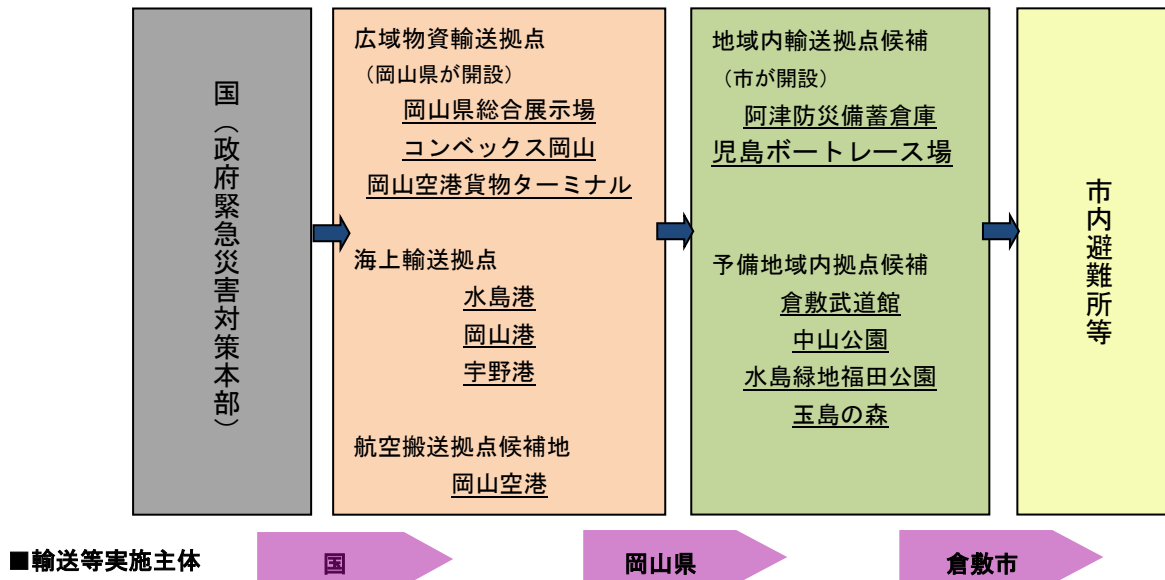 国（政府緊急災害対策本部）
広域物資輸送拠点
（岡山県が開設）
岡山県総合展示場
コンベックス岡山
岡山空港貨物ターミナル
海上輸送拠点
水島港
岡山港
宇野港
航空搬送拠点候補地
岡山空港
地域内輸送拠点候補
（市が開設）
阿津防災備蓄倉庫
児島ボートレース場
予備地域内拠点候補
倉敷武道館
中山公園
水島緑地福田公園
玉島の森
市内避難所等
■輸送等実施主体
国
岡山県
倉敷市